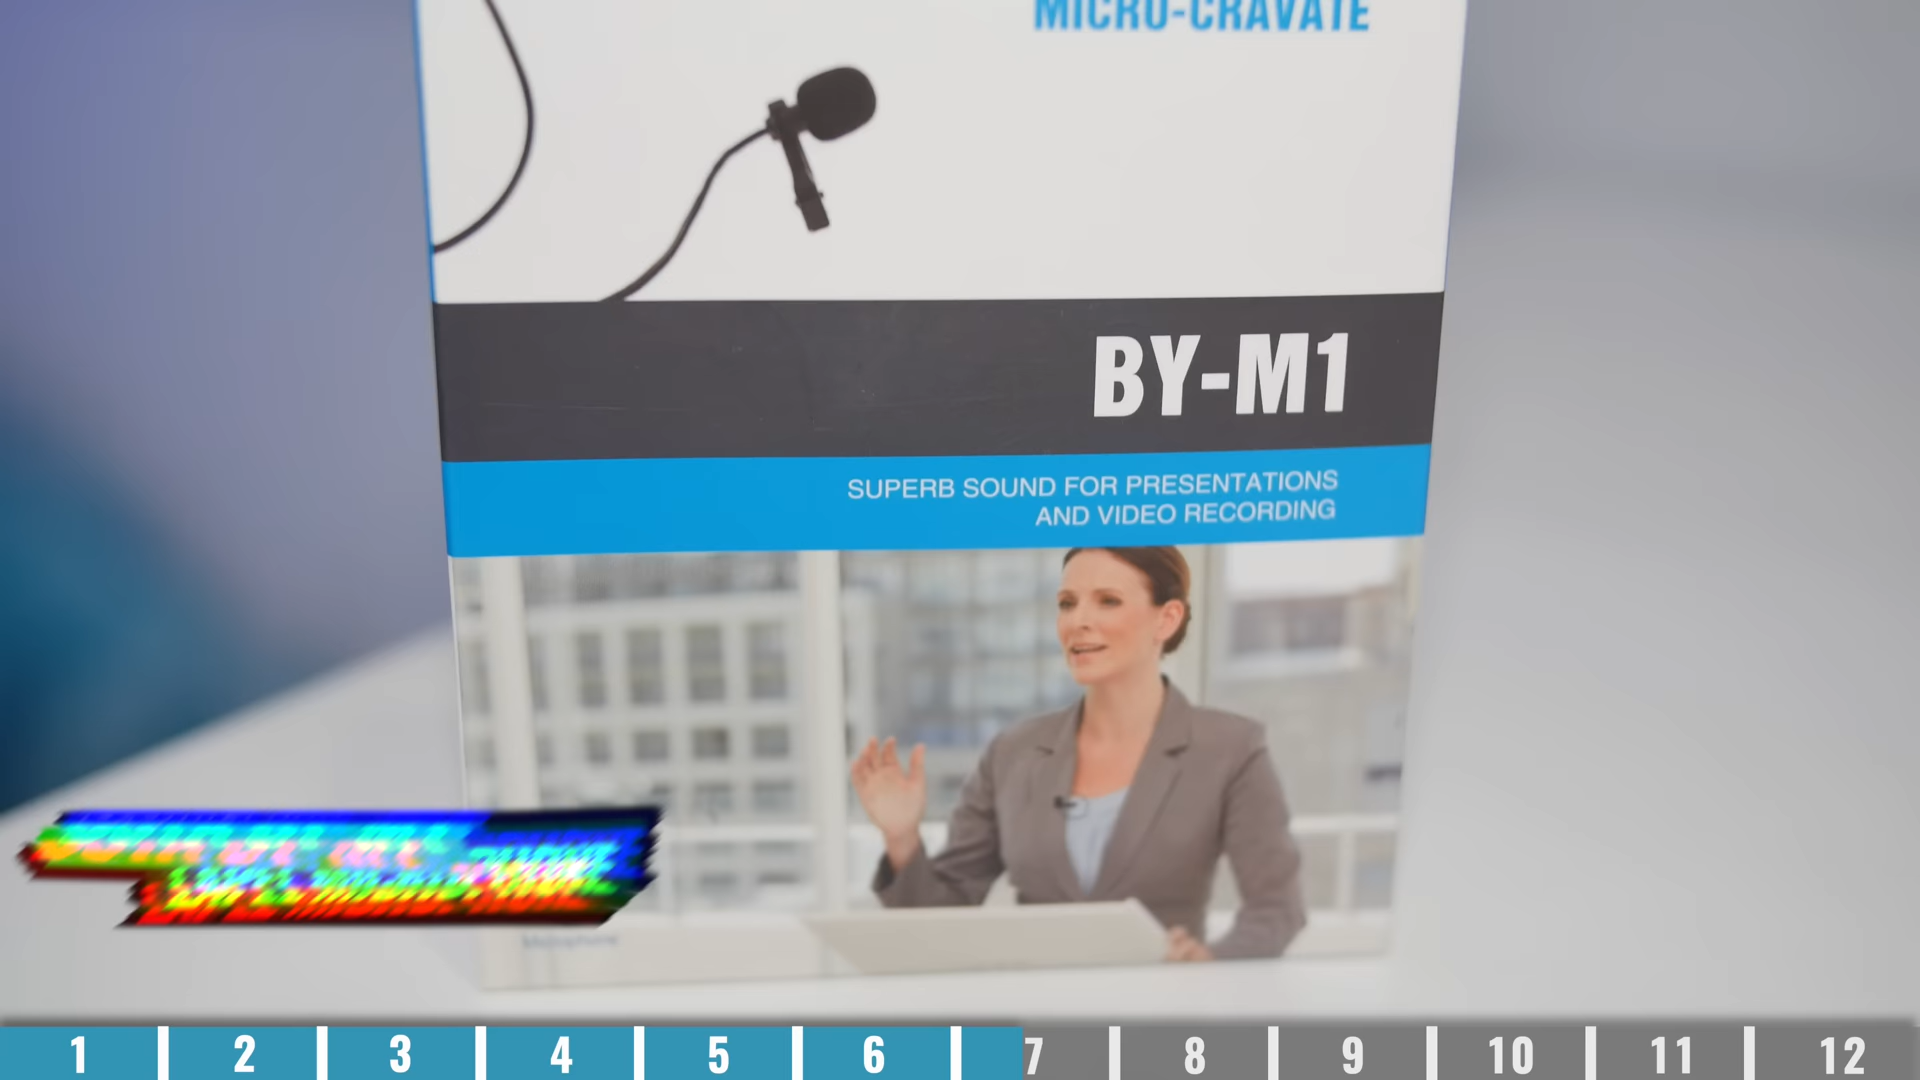 MICRO-CRAVATE
BY-M1
SUPERB SOUND FOR PRESENTATIONS
AND VIDEO RECORDING
1 2 3 4 5 6 7 8 9 10 11 12